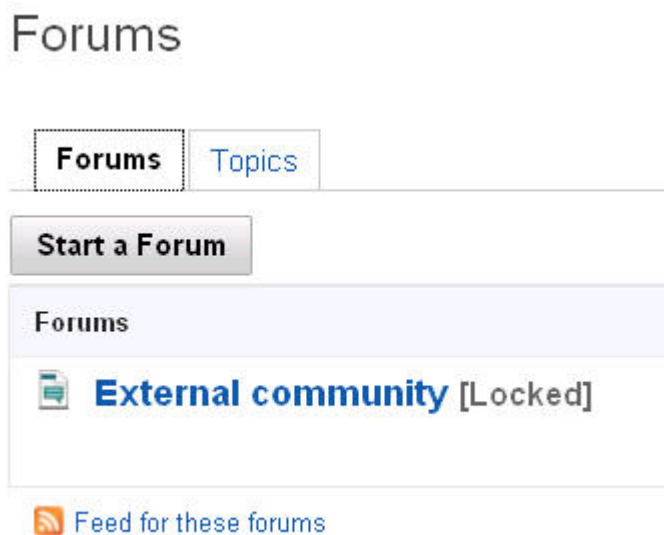 Forums
Forums Topics
Start a Forum
Forums
External community [Locked]
Feed for these forums